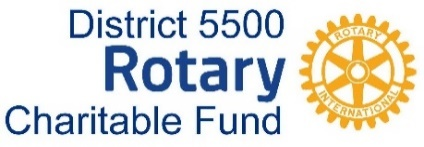 District 5500
Rotary
Charitable Fund
ROTARY
INTERNATIONAL